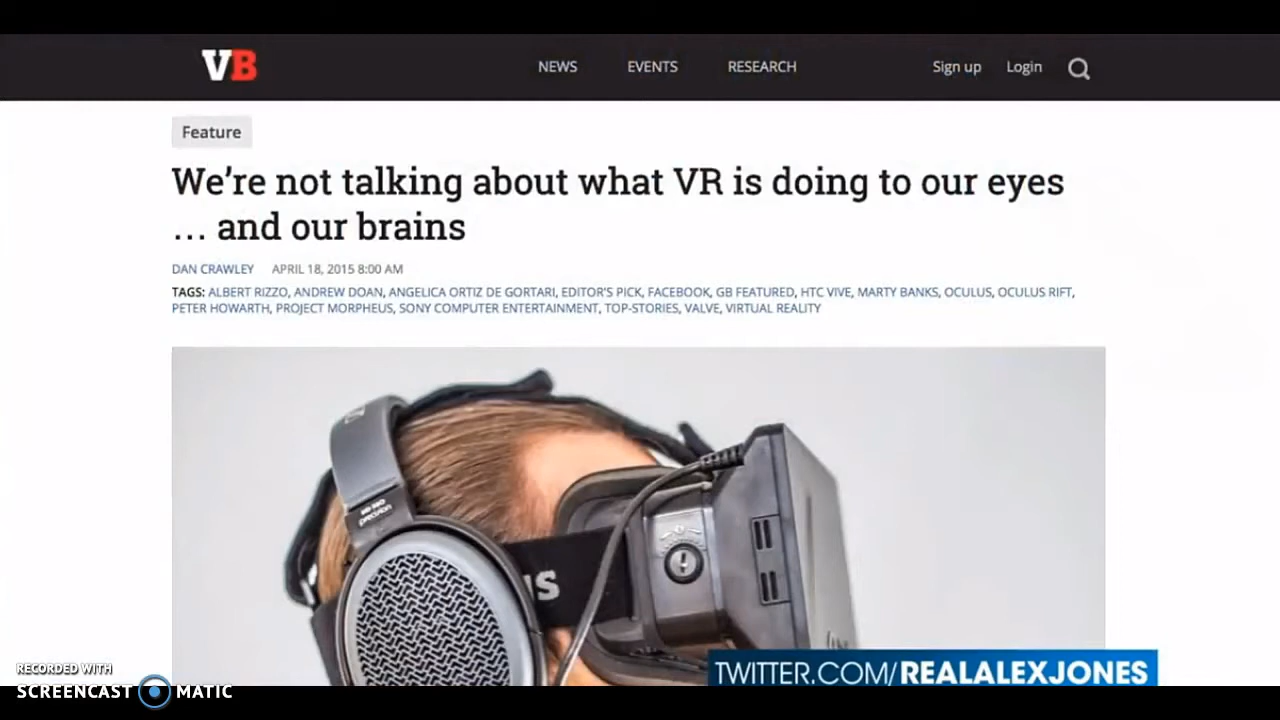 VB
NEWS EVENTS RESEARCH Sign up Login
Feature
We're not talking about what VR is doing to our eyes
… and our brains
DAN CRAWLEY APRIL 18, 2015 8:00 AM
TAGS: ALBERT RIZZO, ANDREW DOAN, ANGELICA ORTIZ DE GORTARI, EDITOR'S PICK, FACEBOOK, GB FEATURED, HTC VIVE, MARTY BANKS, OCULUS, OCULUS RIFT,
PETER HOWARTH, PROJECT MORPHEUS, SONY COMPUTER ENTERTAINMENT, TOP-STORIES, VALVE, VIRTUAL REALITY
precision
US
TWITTER.COM/REALALEXJONES
RECORDED WITH
SCREENCAST MATIC